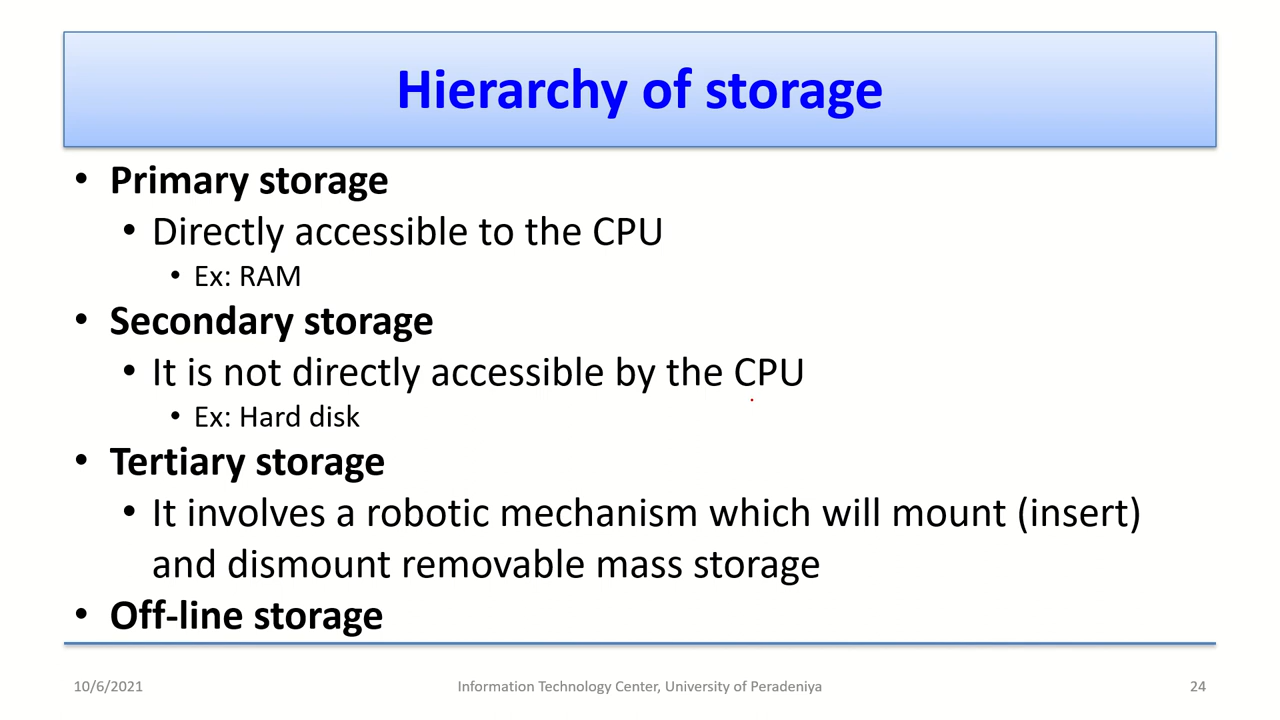 Hierarchy of storage
• Primary storage
• Directly accessible to the CPU
• Ex: RAM
• Secondary storage
• It is not directly accessible by the CPU
• Ex: Hard disk
• Tertiary storage
• It involves a robotic mechanism which will mount (insert)
and dismount removable mass storage
• Off-line storage
10/6/2021
Information Technology Center, University of Peradeniya
24